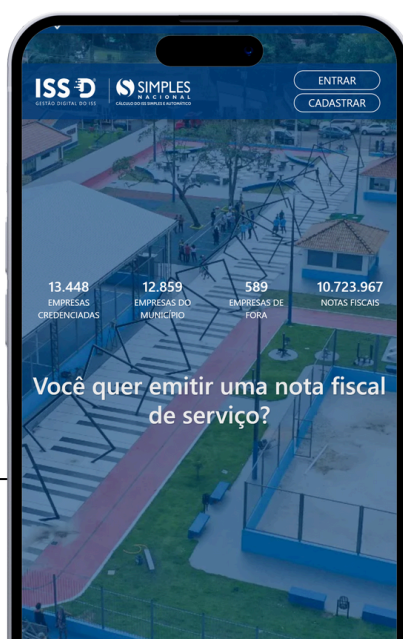 ISS D
GESTÃO DIGITAL DO ISS
SIMPLES
NACIONAL
CÁLCULO DO ISS SIMPLES E AUTOMÁTICO
ENTRAR
CADASTRAR
13.448
EMPRESAS
CREDENCIADAS
12.859
EMPRESAS DO
MUNICÍPIO
589
EMPRESAS DE
FORA
10.723.967
NOTAS FISCAIS
Você quer emitir uma nota fiscal
de serviço?